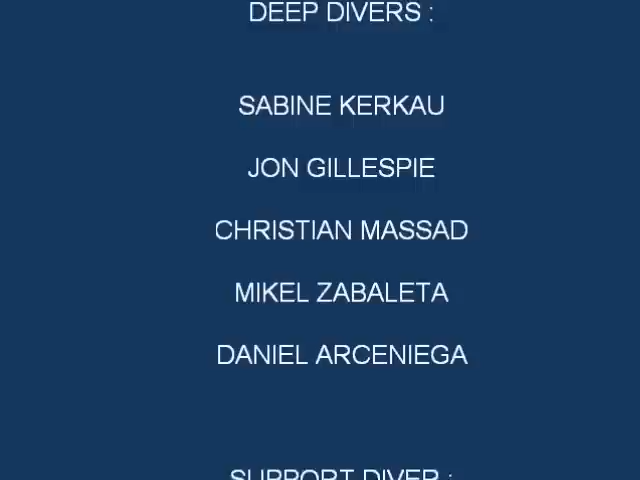 DEEP DIVERS :
SABINE KERKAU
JON GILLESPIE
CHRISTIAN MASSAD
MIKEL ZABALETA
DANIEL ARCENIEGA
SUPPORT DIVER :